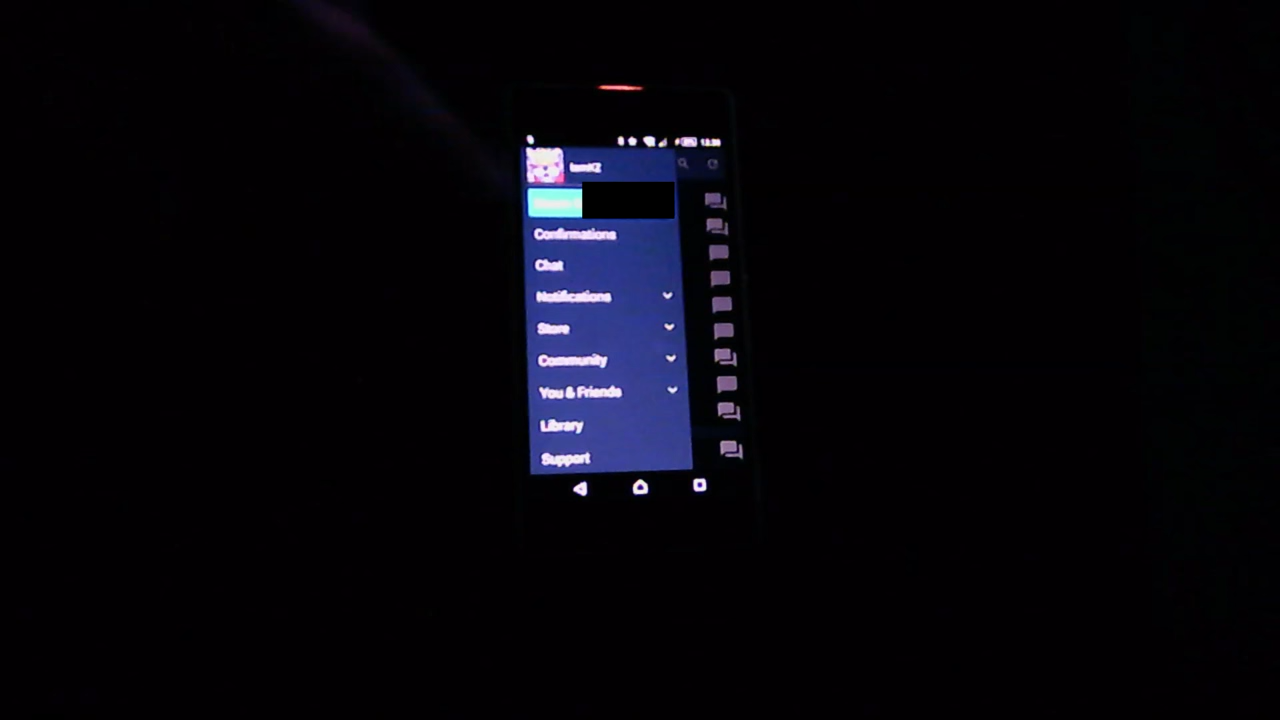 Confirmations
Chat
Notifications
Store
Community
You & Friends
Library
Support